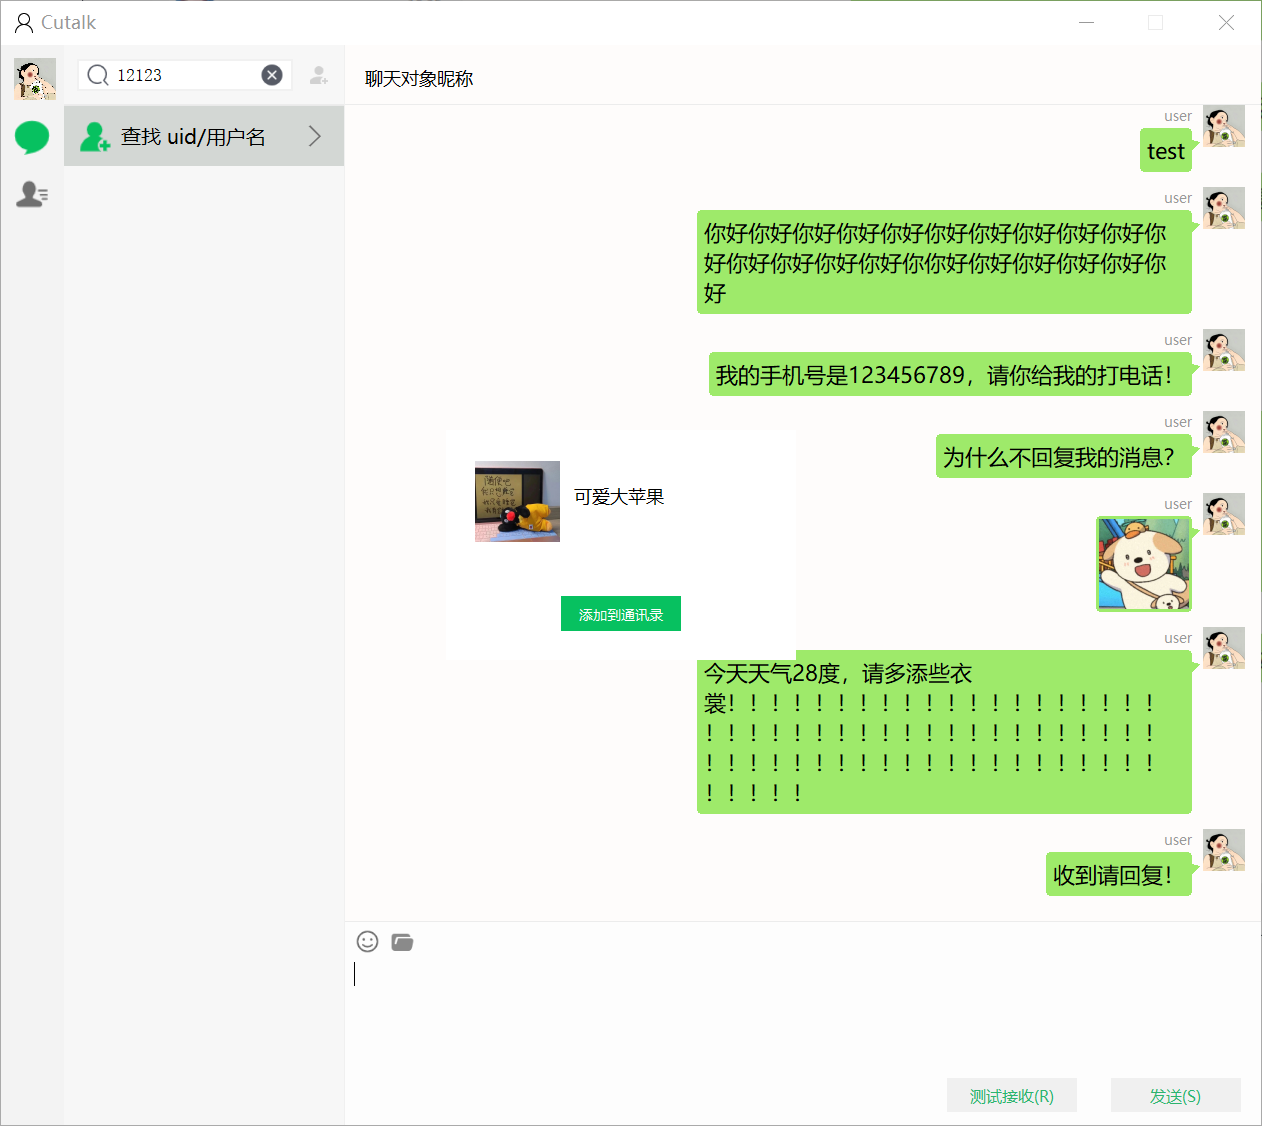 Cutalk
12123
聊天对象昵称
查找 uid/用户名
user
test
user
你好你好你好你好你好你好你好你好你好你好你
好你好你好你好你好你你好你好你好你好你好你
好
user
我的手机号是123456789，请你给我的打电话！
user
为什么不回复我的消息？
user
可爱大苹果
添加到通讯录
user
今天天气28度，请多添些衣
裳！！！！！！！！！！！！！！！！！！！！
！！！！！！！！！！！！！！！！！！！！！
！！！！！！！！！！！！！！！！！！！！！
！！！！！
user
收到请回复！
测试接收(R)
发送(S)